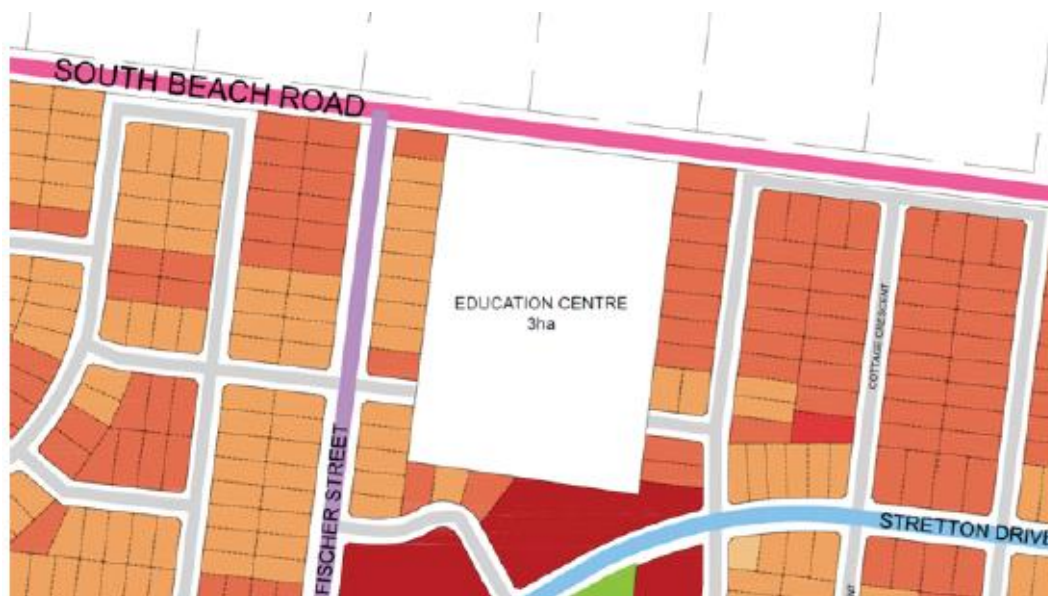 SOUTH BEACH ROAD
EDUCATION CENTRE
3ha
COTTAGE CRESCENT
FISCHER STREET
STRETTON DRIVE